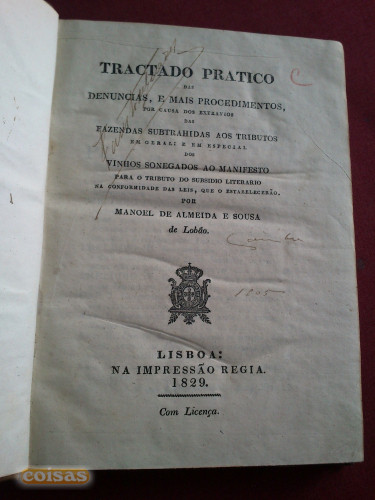 TRACTADO PRATICO
DAS
DENUNCIAS, E MAIS PROCEDIMENTOS,
POR CAUSA DOS EXTRAVIOS
DAS
FAZENDAS SUBTRAHIDAS AOS TRIBUTOS
EM GERAL: E EM ESPECIAL
DOS
VINHOS SONEGADOS AO MANIFESTO
PARA O TRIBUTO DO SUBSIDIO LITERARIO
NA CONFORMIDADE DAS LEIS, QUE O ESTABELECERÃO,
POR
MANOEL DE ALMEIDA E SOUSA
de Lobão.
LISBOA:
NA IMPRESSÃO REGIA.
1829.
Com Licença.
coisas